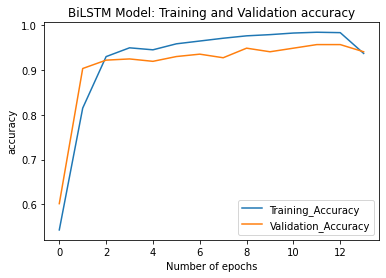 BiLSTM Model: Training and Validation accuracy
1.0
0.9
0.8
0.7
0.6
accuracy
Training_Accuracy
Validation_Accuracy
0 2 4 6 8 10 12
Number of epochs